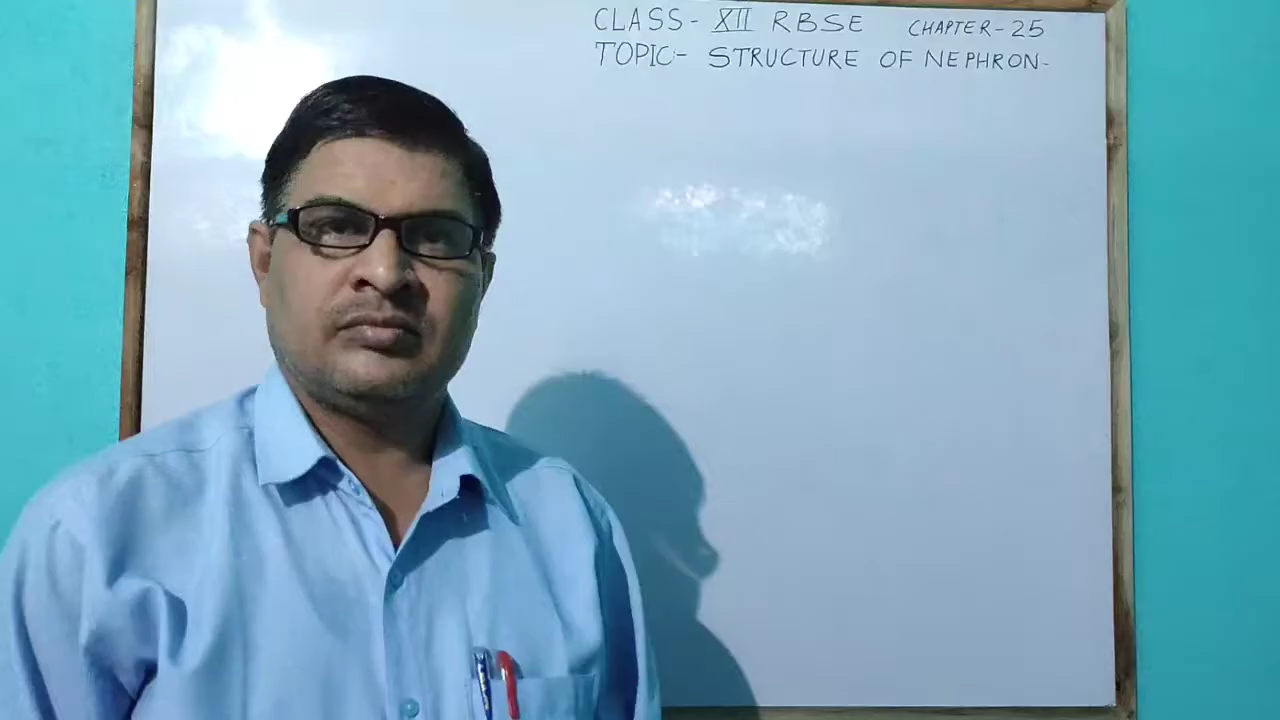 CLASS- XII RBSE CHAPTER-25
TOPIC:- STRUCTURE OF NEPHRON-